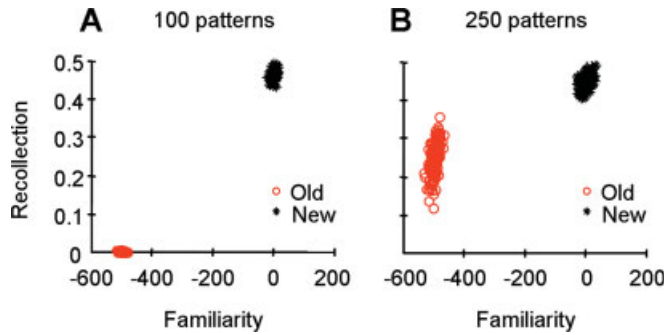 A 100 patterns
B 250 patterns
Recollection
0.5
0.4
0.3
0.2
0.1
0
Old
New
Old
New
-600 -400 -200 0 200
-600 -400 -200 0 200
Familiarity
Familiarity